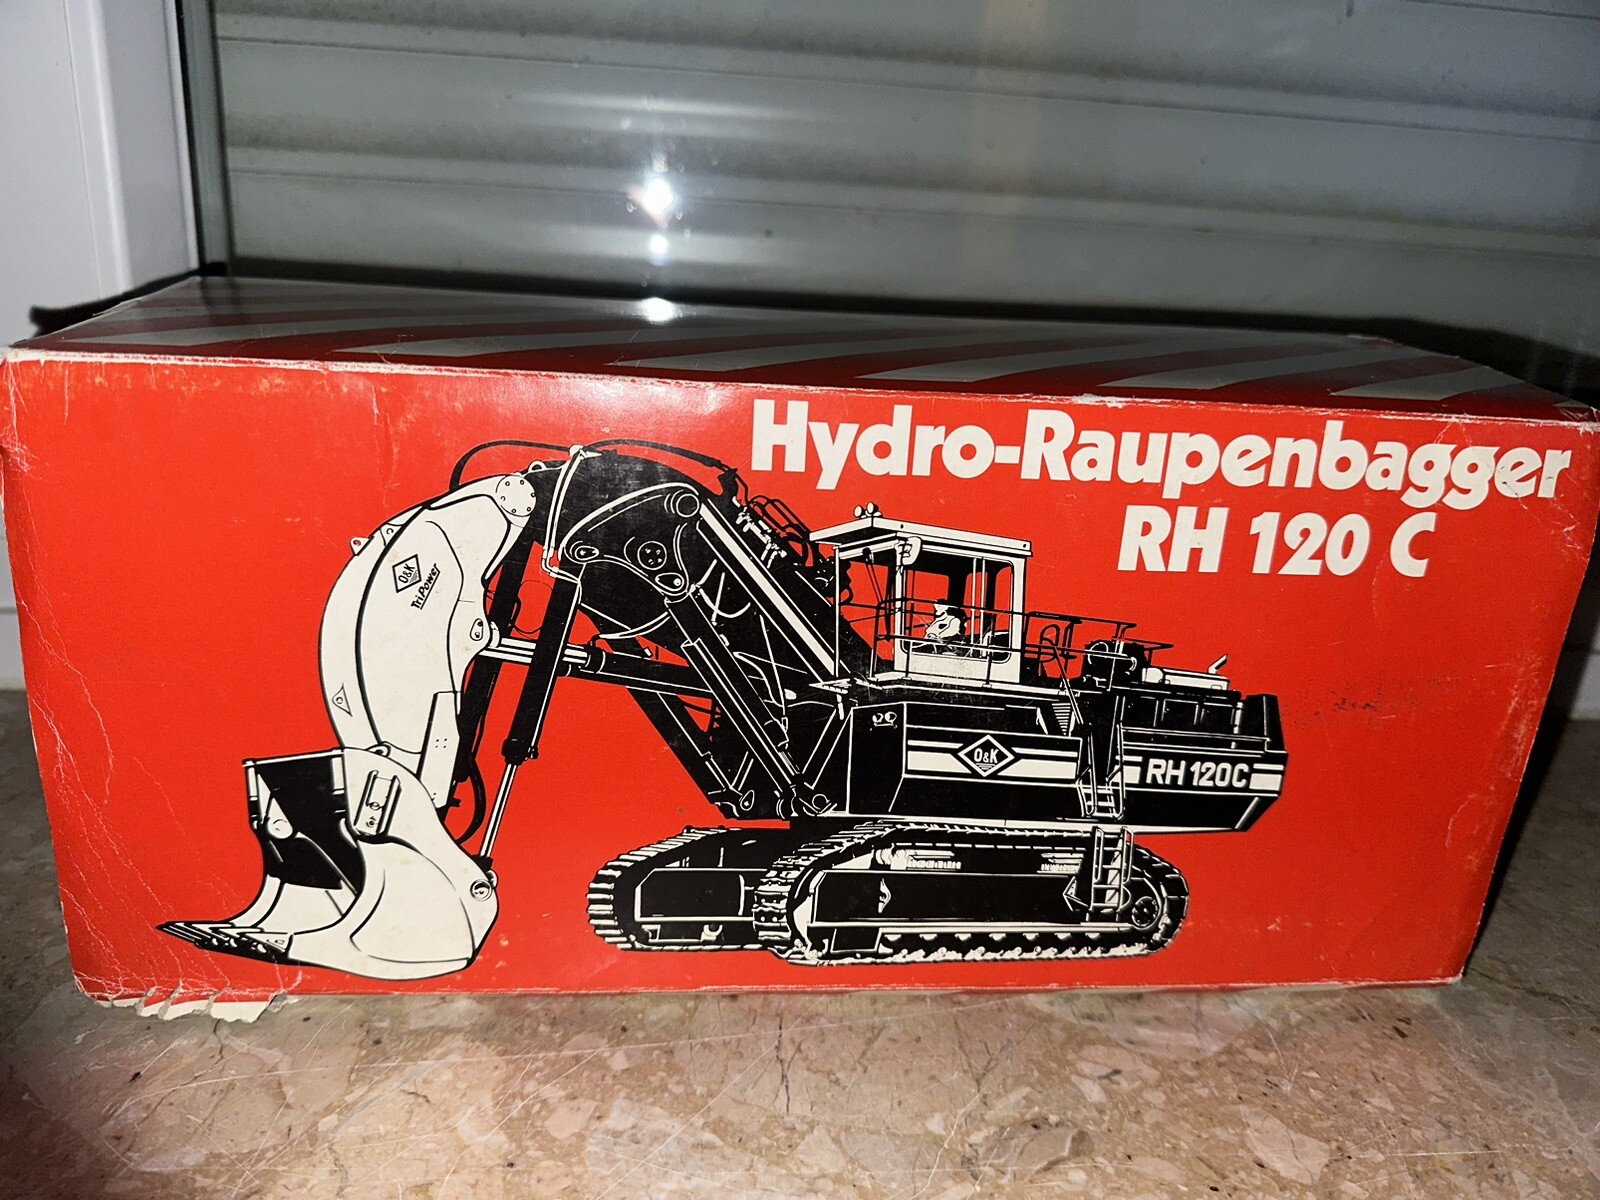 Hydro-Raupenbagger
RH 120 C
O&K
TriPower
O&K
RH 120C